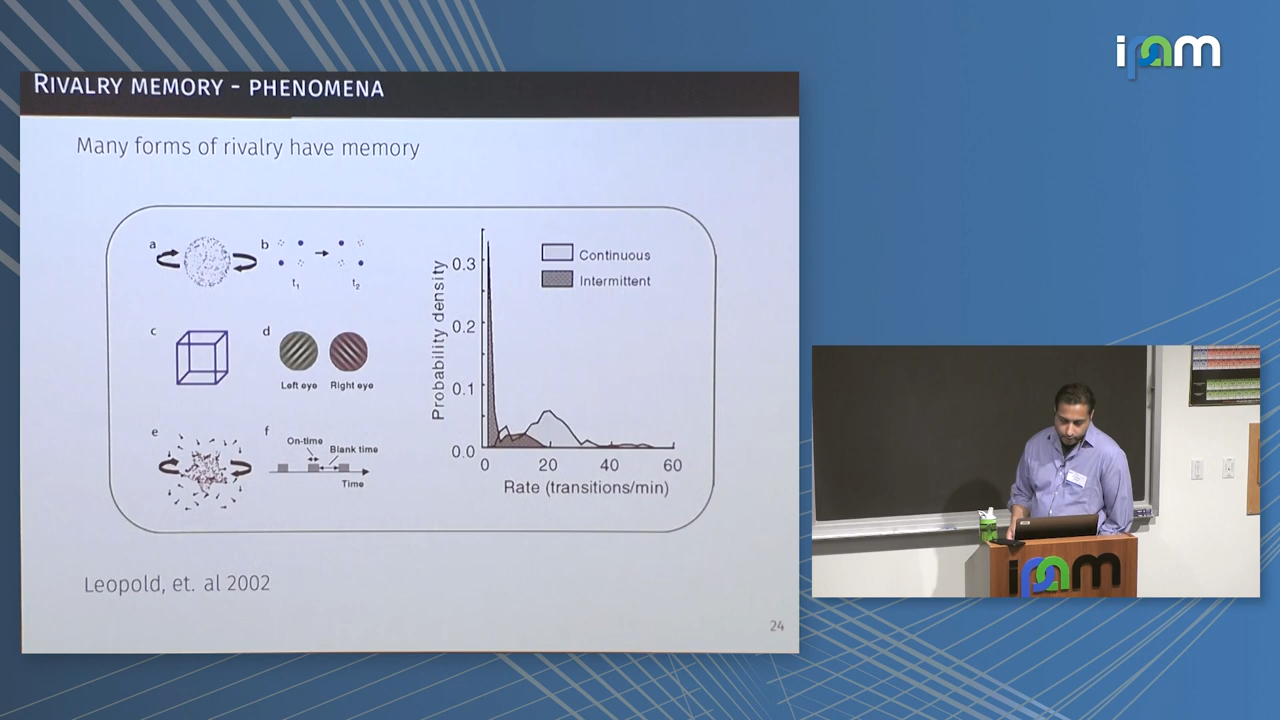 ipam
RIVALRY MEMORY - PHENOMENA
Many forms of rivalry have memory
a
b
t1
t2
c
d
Left eye
Right eye
e
f
On-time
Blank time
Time
Continuous
Intermittent
Probability density
0.3
0.2
0.1
0.0
0
20
40
60
Rate (transitions/min)
Leopold, et. al 2002
24
ipam